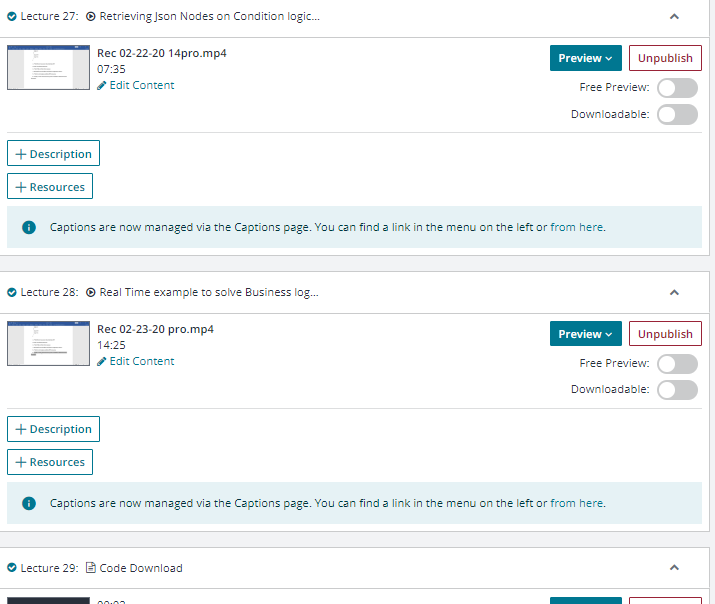 Lecture 27: Retrieving Json Nodes on Condition logic...
Rec 02-22-20 14pro.mp4
Preview
Unpublish
07:35
Edit Content
Free Preview:
Downloadable:
+ Description
+ Resources
Captions are now managed via the Captions page. You can find a link in the menu on the left or from here.
Lecture 28: Real Time example to solve Business log...
Rec 02-23-20 pro.mp4
Preview
Unpublish
14:25
Edit Content
Free Preview:
Downloadable:
+ Description
+ Resources
Captions are now managed via the Captions page. You can find a link in the menu on the left or from here.
Lecture 29: Code Download